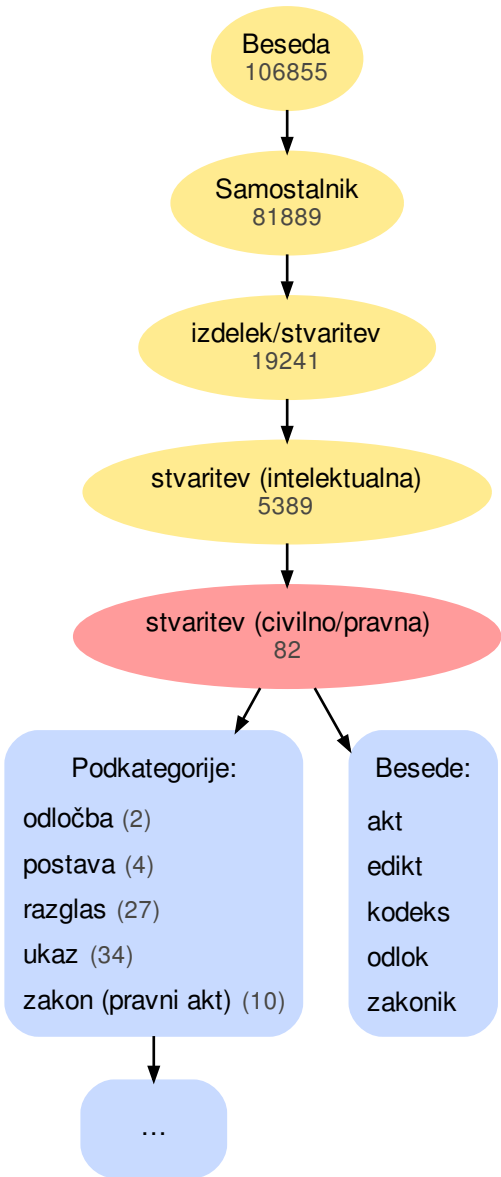 Beseda
106855
Samostalnik
81889
izdelek/stvaritev
19241
stvaritev (intelektualna)
5389
stvaritev (civilno/pravna)
82
Podkategorije:
odločba (2)
postava (4)
razglas (27)
ukaz (34)
zakon (pravni akt) (10)
Besede:
akt
edikt
kodeks
odlok
zakonik
...